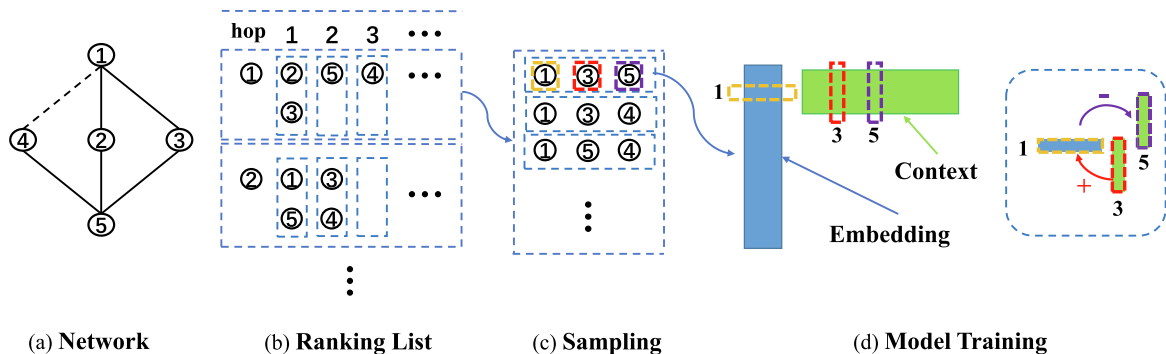 ①
④ ② ③
⑤
(a) Network
hop 1 2 3 •••
① ② ⑤ ④ •••
③
② ① ③ •••
⑤ ④
(b) Ranking List
① ③ ⑤
① ③ ④
① ⑤ ④
(c) Sampling
1
3 5
Context
Embedding
-
1
5
+
3
(d) Model Training